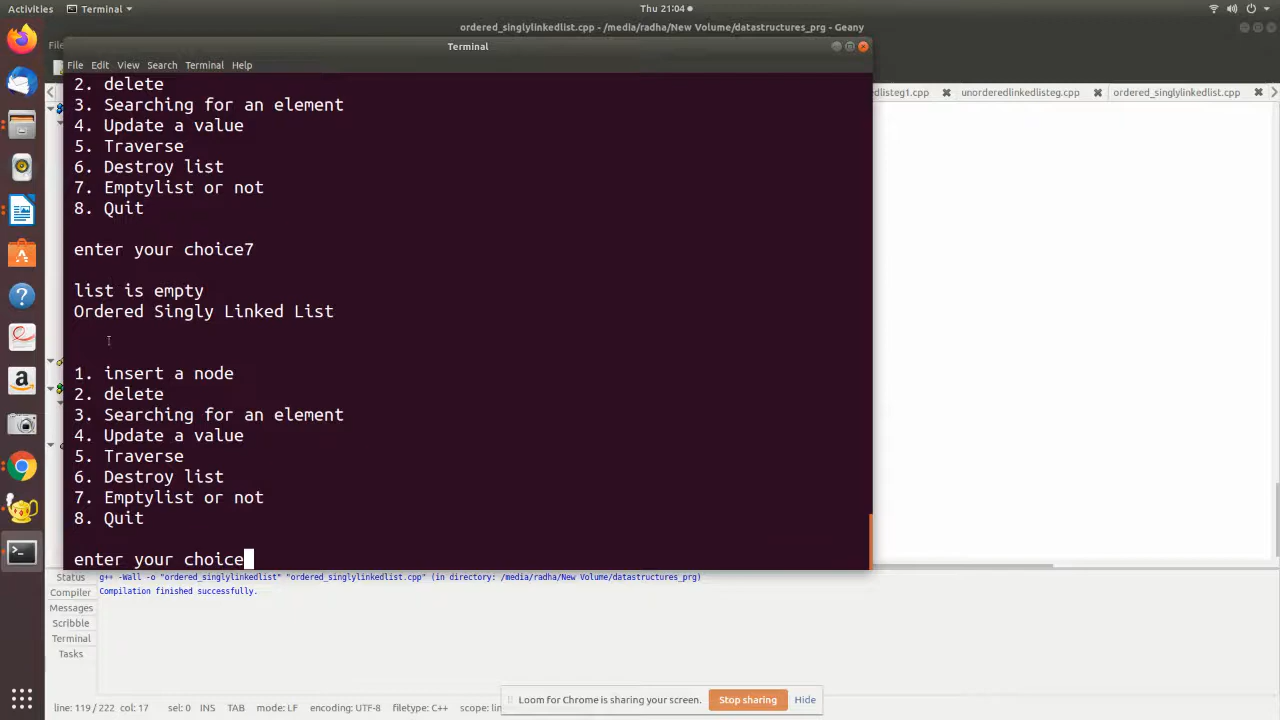 Activities
Terminal
Thu 21:04
ordered_singlylinkedlist.cpp - /media/radha/New Volume/datastructures_prg - Geany
Terminal
File Edit View Search Terminal Help
2. delete
3. Searching for an element
4. Update a value
5. Traverse
6. Destroy list
7. Emptylist or not
8. Quit
enter your choice7
list is empty
Ordered Singly Linked List
1. insert a node
2. delete
3. Searching for an element
4. Update a value
5. Traverse
6. Destroy list
7. Emptylist or not
8. Quit
enter your choice
edlisteg1.cpp
unorderedlinkedlisteg.cpp
ordered_singlylinkedlist.cpp
Status
Compiler
Messages
Scribble
Terminal
Tasks
g++ -Wall -o "ordered_singlylinkedlist" "ordered_singlylinkedlist.cpp" (in directory: /media/radha/New Volume/datastructures_prg)
Compilation finished successfully.
Loom for Chrome is sharing your screen.
Stop sharing
Hide
line: 119 / 222 col: 17 sel: 0 INS TAB mode: LF encoding: UTF-8 filetype: C++